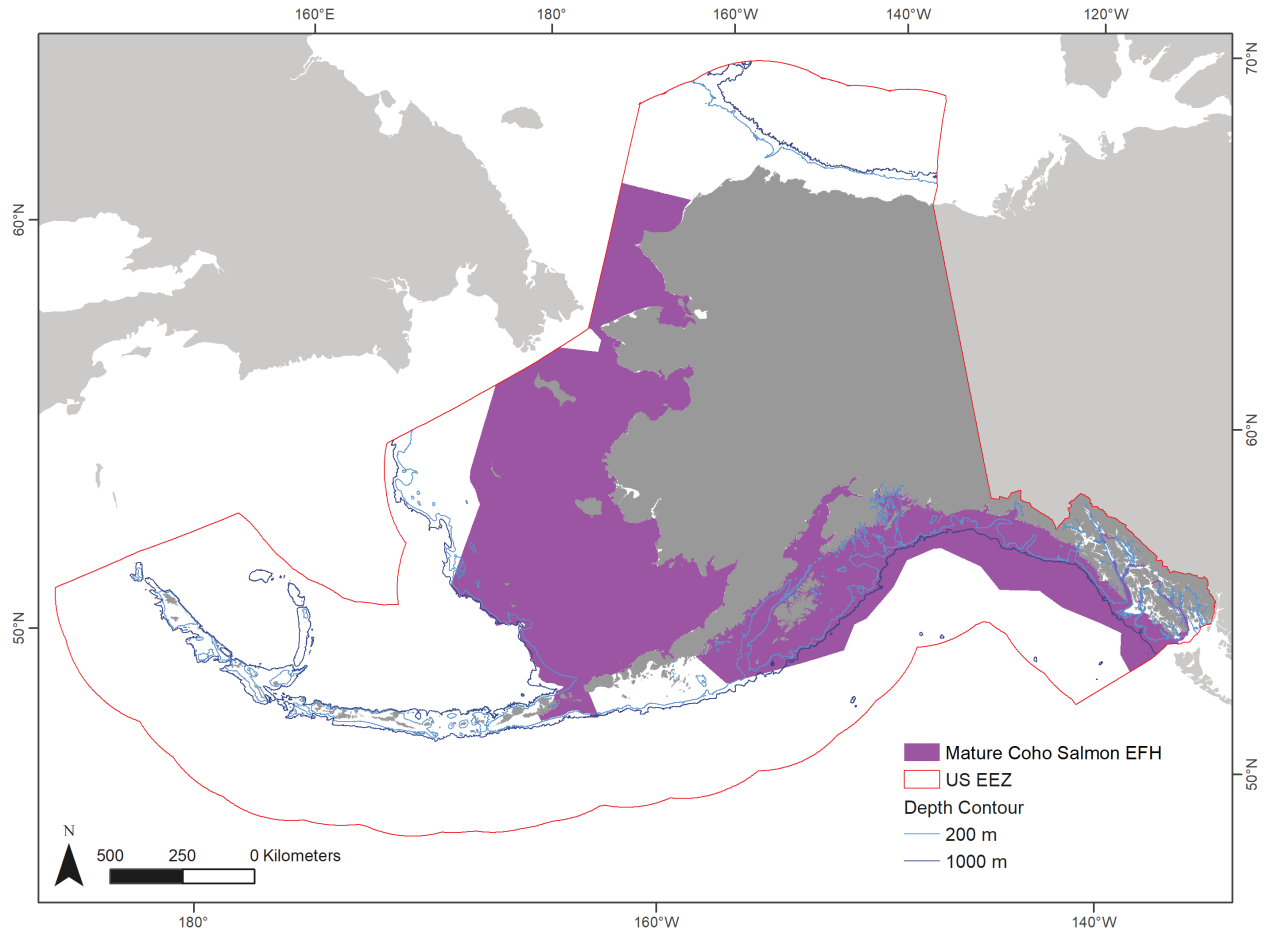 160°E 180° 160°W 140°W 120°W
70°N
60°N
60°N
50°N
50°N
Mature Coho Salmon EFH
US EEZ
Depth Contour
200 m
1000 m
N
500 250 0 Kilometers
180° 160°W 140°W